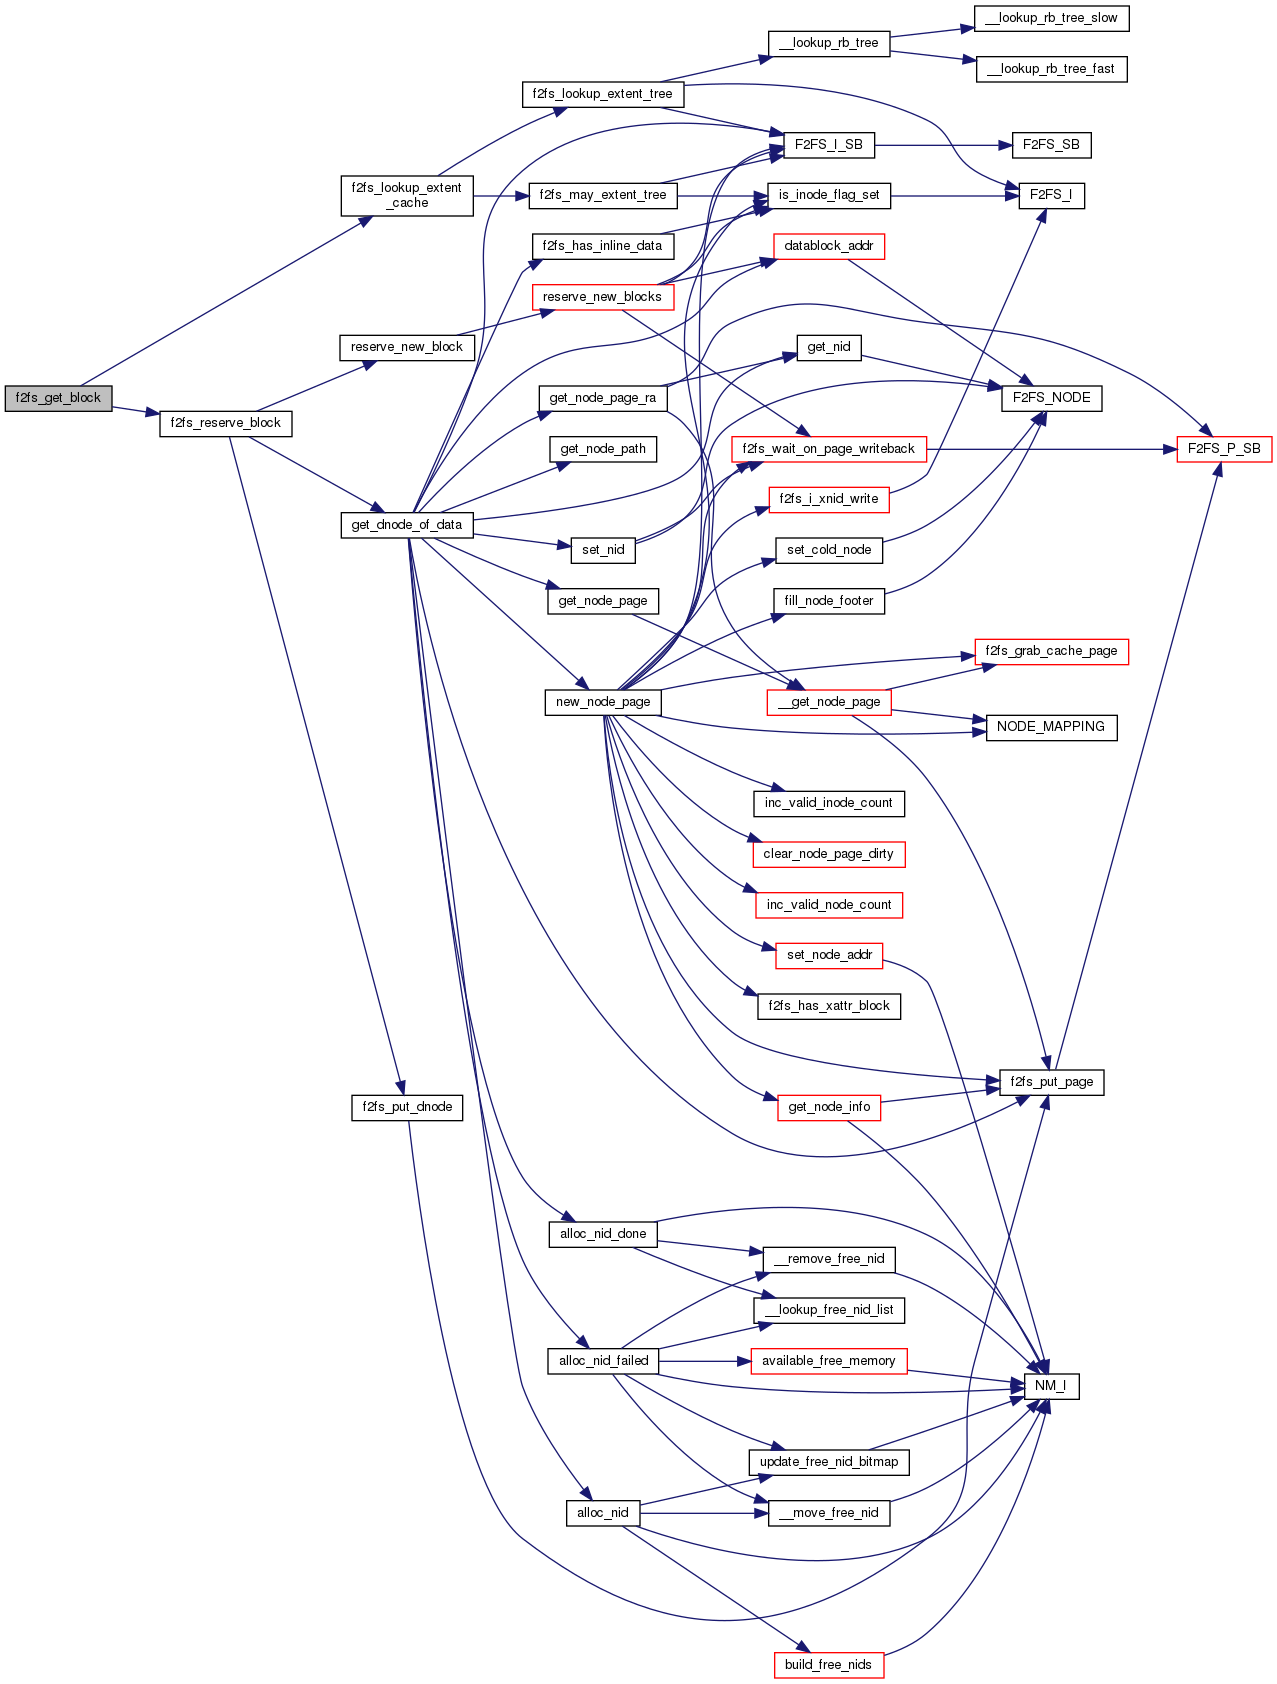 __lookup_rb_tree_slow
__lookup_rb_tree
__lookup_rb_tree_fast
f2fs_lookup_extent_tree
F2FS_I_SB
F2FS_SB
f2fs_lookup_extent
_cache
f2fs_may_extent_tree
is_inode_flag_set
F2FS_I
f2fs_has_inline_data
datablock_addr
reserve_new_blocks
reserve_new_block
get_nid
f2fs_get_block
get_node_page_ra
F2FS_NODE
f2fs_reserve_block
get_node_path
f2fs_wait_on_page_writeback
F2FS_P_SB
f2fs_i_xnid_write
get_dnode_of_data
set_nid
set_cold_node
get_node_page
fill_node_footer
f2fs_grab_cache_page
new_node_page
__get_node_page
NODE_MAPPING
inc_valid_inode_count
clear_node_page_dirty
inc_valid_node_count
set_node_addr
f2fs_has_xattr_block
f2fs_put_page
f2fs_put_dnode
get_node_info
alloc_nid_done
__remove_free_nid
__lookup_free_nid_list
alloc_nid_failed
available_free_memory
NM_I
update_free_nid_bitmap
alloc_nid
__move_free_nid
build_free_nids